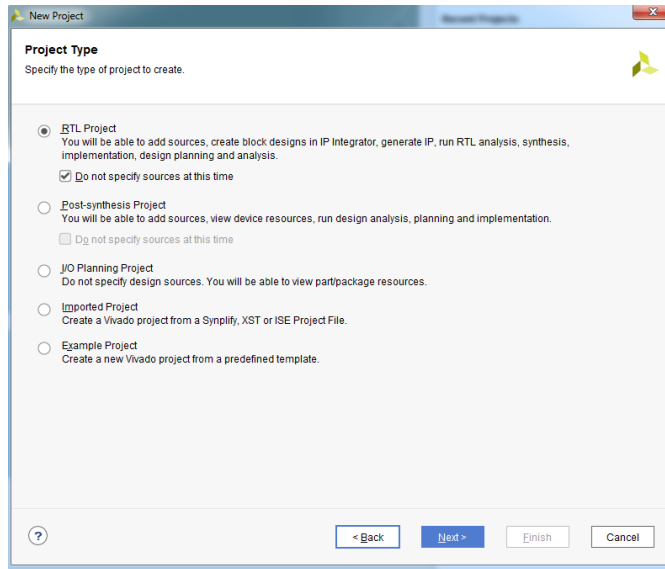 New Project
Recent Projects
Project Type
Specify the type of project to create.
RTL Project
You will be able to add sources, create block designs in IP Integrator, generate IP, run RTL analysis, synthesis,
implementation, design planning and analysis.
Do not specify sources at this time
Post-synthesis Project
You will be able to add sources, view device resources, run design analysis, planning and implementation.
Do not specify sources at this time
I/O Planning Project
Do not specify design sources. You will be able to view part/package resources.
Imported Project
Create a Vivado project from a Synplify, XST or ISE Project File.
Example Project
Create a new Vivado project from a predefined template.
?
< Back
Next >
Finish
Cancel